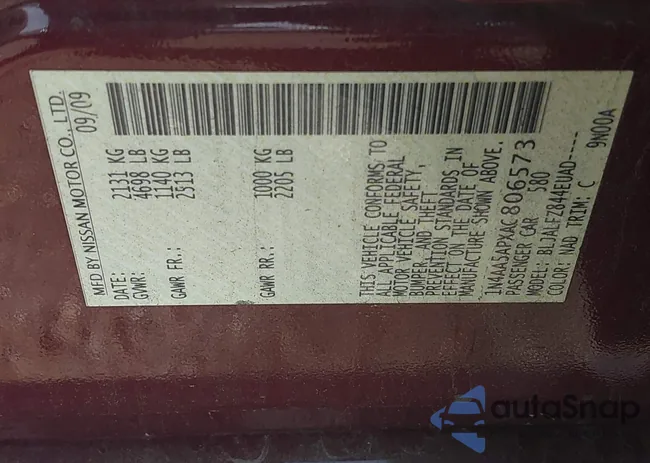 MFD BY NISSAN MOTOR CO., LTD.
DATE: 09/09
GVWR: 2131 KG
4698 LB
GAWR FR.: 1140 KG
2513 LB
GAWR RR.: 1000 KG
2205 LB
THIS VEHICLE CONFORMS TO
ALL APPLICABLE FEDERAL
MOTOR VEHICLE SAFETY,
BUMPER, AND THEFT
PREVENTION STANDARDS IN
EFFECT ON THE DATE OF
MANUFACTURE SHOWN ABOVE.
1N4AA5APXAC806573
PASSENGER CAR 580
MODEL: BLJALFZB44EUAD----
COLOR: NAD TRIM: C 9N00A
autoSnap